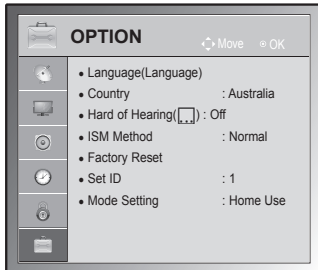 OPTION
Move OK
• Language(Language)
• Country : Australia
• Hard of Hearing( ) : Off
• ISM Method : Normal
• Factory Reset
• Set ID : 1
• Mode Setting : Home Use